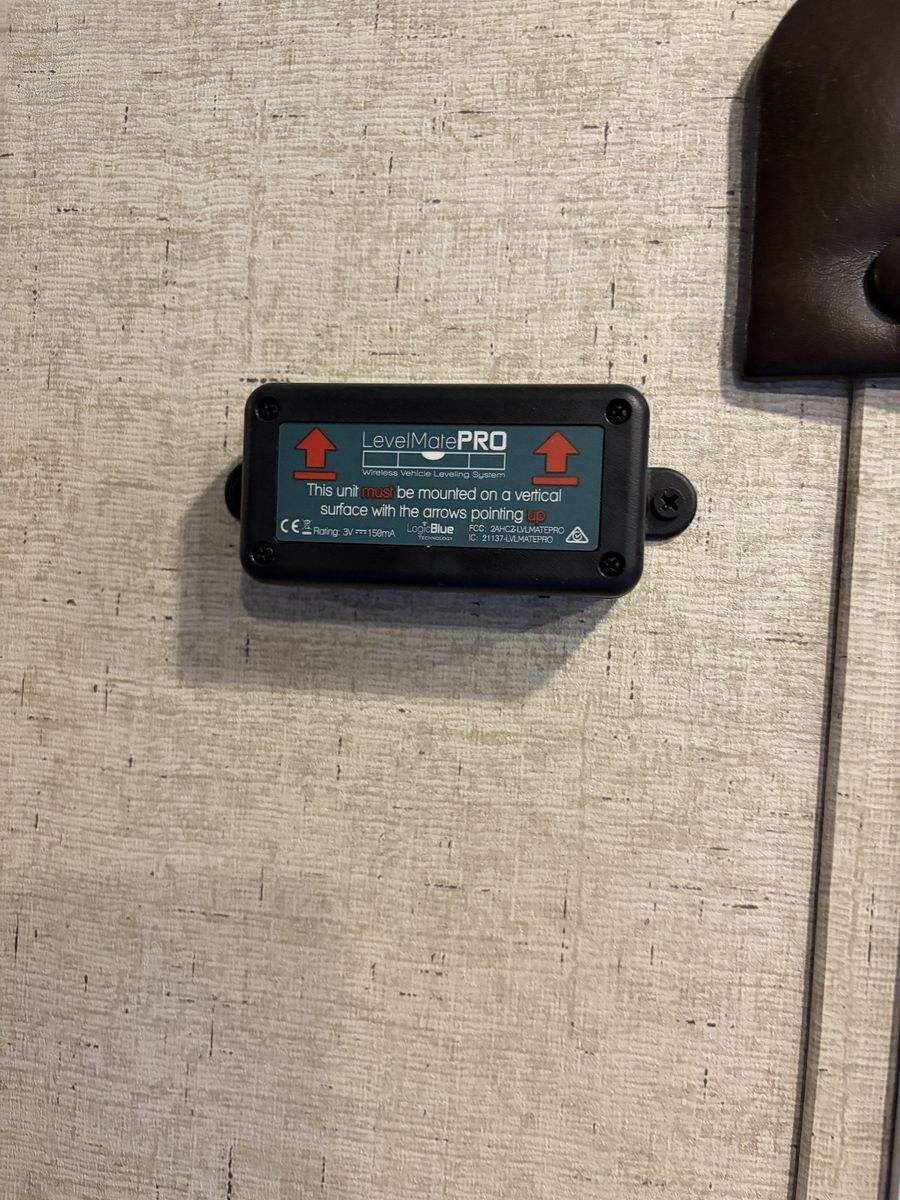 LevelMatePRO
Wireless Vehicle Leveling System
This unit must be mounted on a vertical
surface with the arrows pointing up
CE Rating: 3V⎓150mA
LogicBlue
TECHNOLOGY
FCC: 2AHCZ-LVLMATEPRO
IC: 21137-LVLMATEPRO